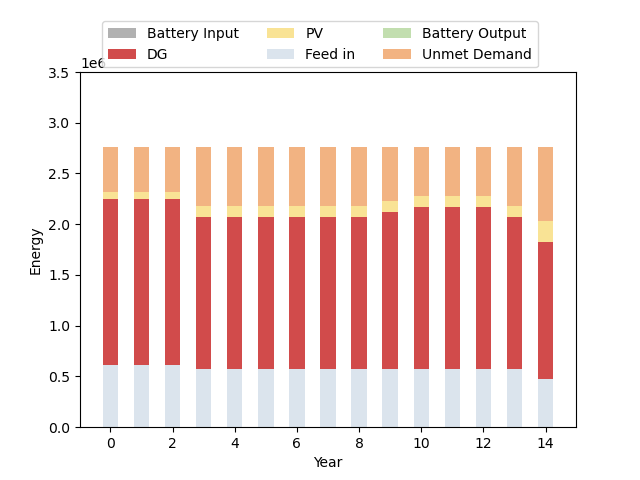 Battery Input PV Battery Output
DG Feed in Unmet Demand
1e6
3.5
3.0
2.5
2.0
1.5
1.0
0.5
0.0
Energy
0 2 4 6 8 10 12 14
Year